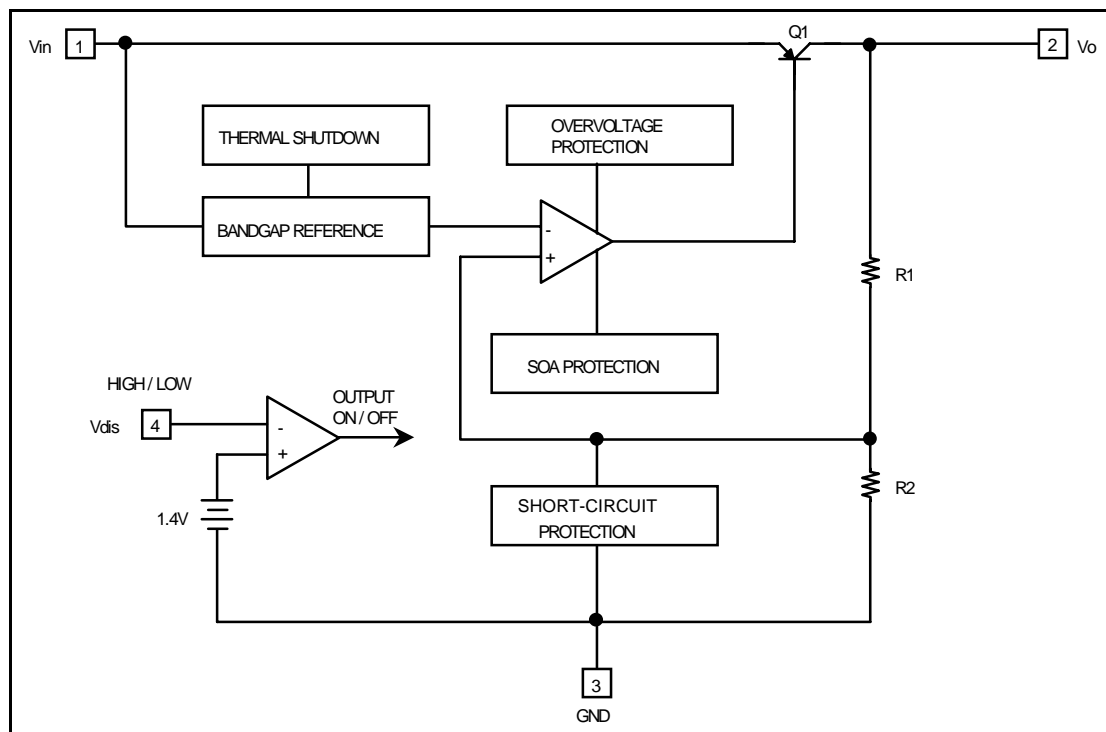 Q1
Vin 1
2 Vo
THERMAL SHUTDOWN
OVERVOLTAGE
PROTECTION
BANDGAP REFERENCE
-
+
R1
SOA PROTECTION
HIGH / LOW
OUTPUT
ON / OFF
Vdis 4
-
+
R2
SHORT-CIRCUIT
PROTECTION
1.4V
3
GND